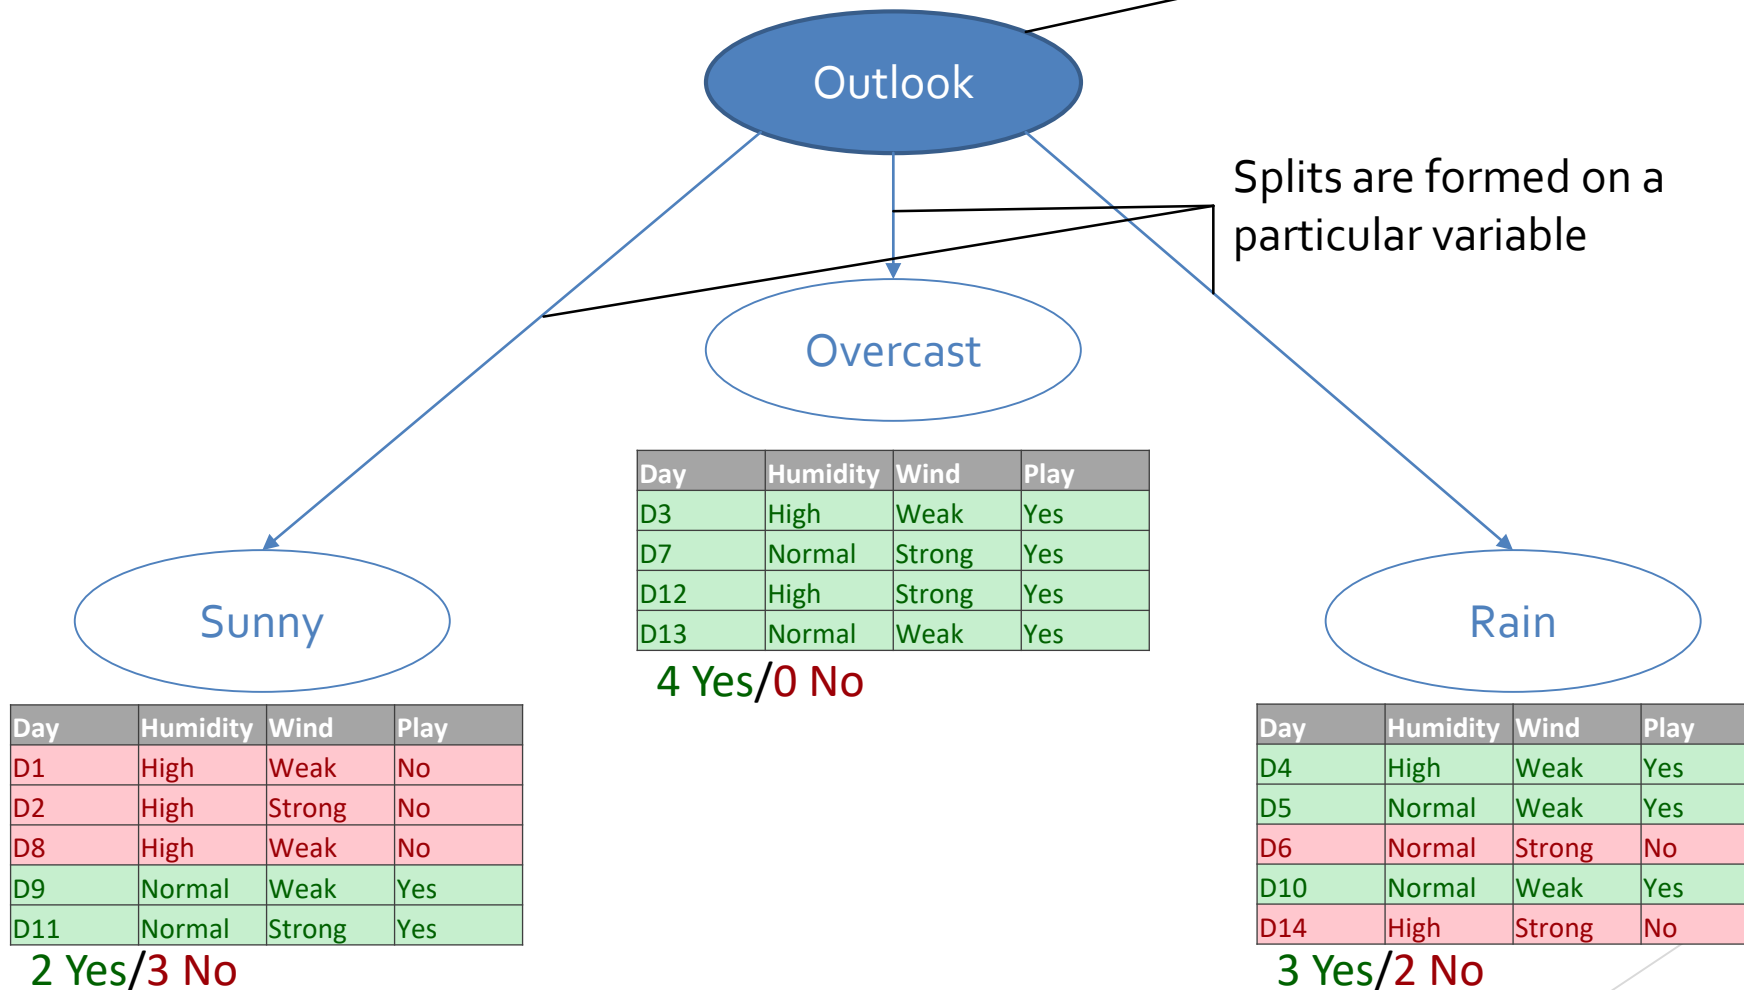 Outlook
Splits are formed on a
particular variable
Overcast
Day Humidity Wind Play
D3 High Weak Yes
D7 Normal Strong Yes
D12 High Strong Yes
D13 Normal Weak Yes
4 Yes/0 No
Sunny
Day Humidity Wind Play
D1 High Weak No
D2 High Strong No
D8 High Weak No
D9 Normal Weak Yes
D11 Normal Strong Yes
2 Yes/3 No
Rain
Day Humidity Wind Play
D4 High Weak Yes
D5 Normal Weak Yes
D6 Normal Strong No
D10 Normal Weak Yes
D14 High Strong No
3 Yes/2 No